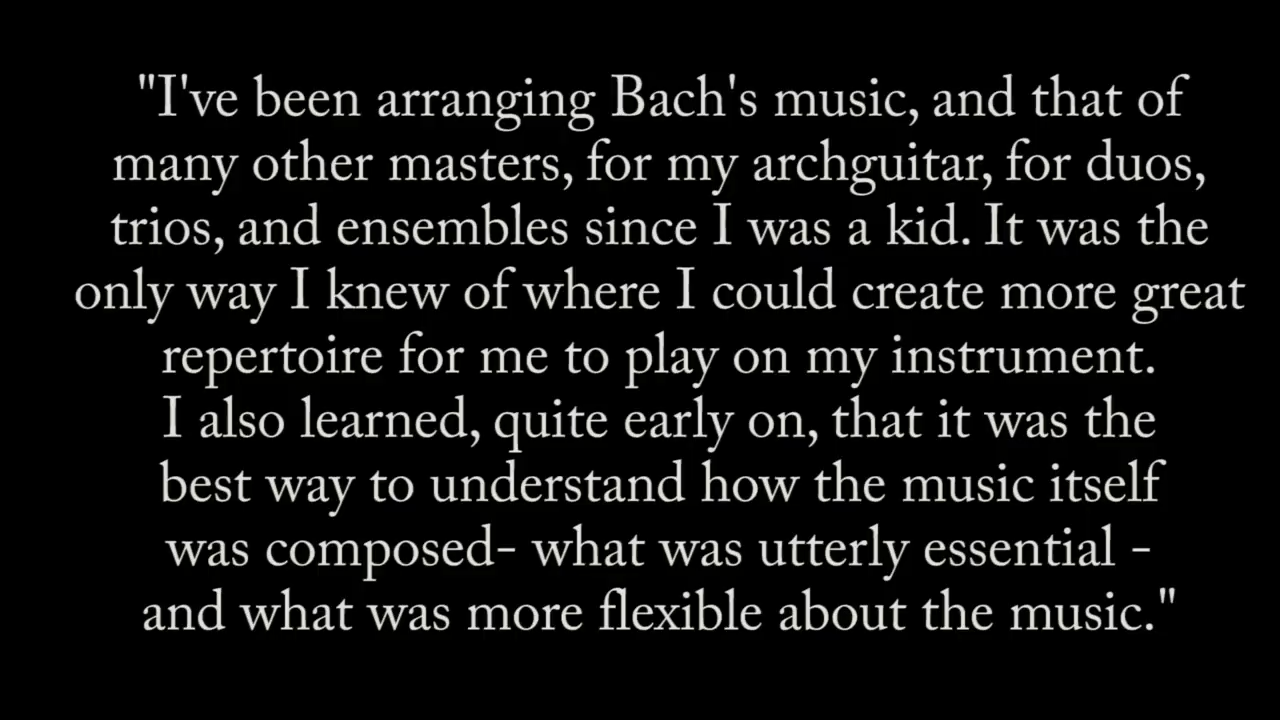 "I've been arranging Bach's music, and that of
many other masters, for my archguitar, for duos,
trios, and ensembles since I was a kid. It was the
only way I knew of where I could create more great
repertoire for me to play on my instrument.
I also learned, quite early on, that it was the
best way to understand how the music itself
was composed- what was utterly essential -
and what was more flexible about the music."